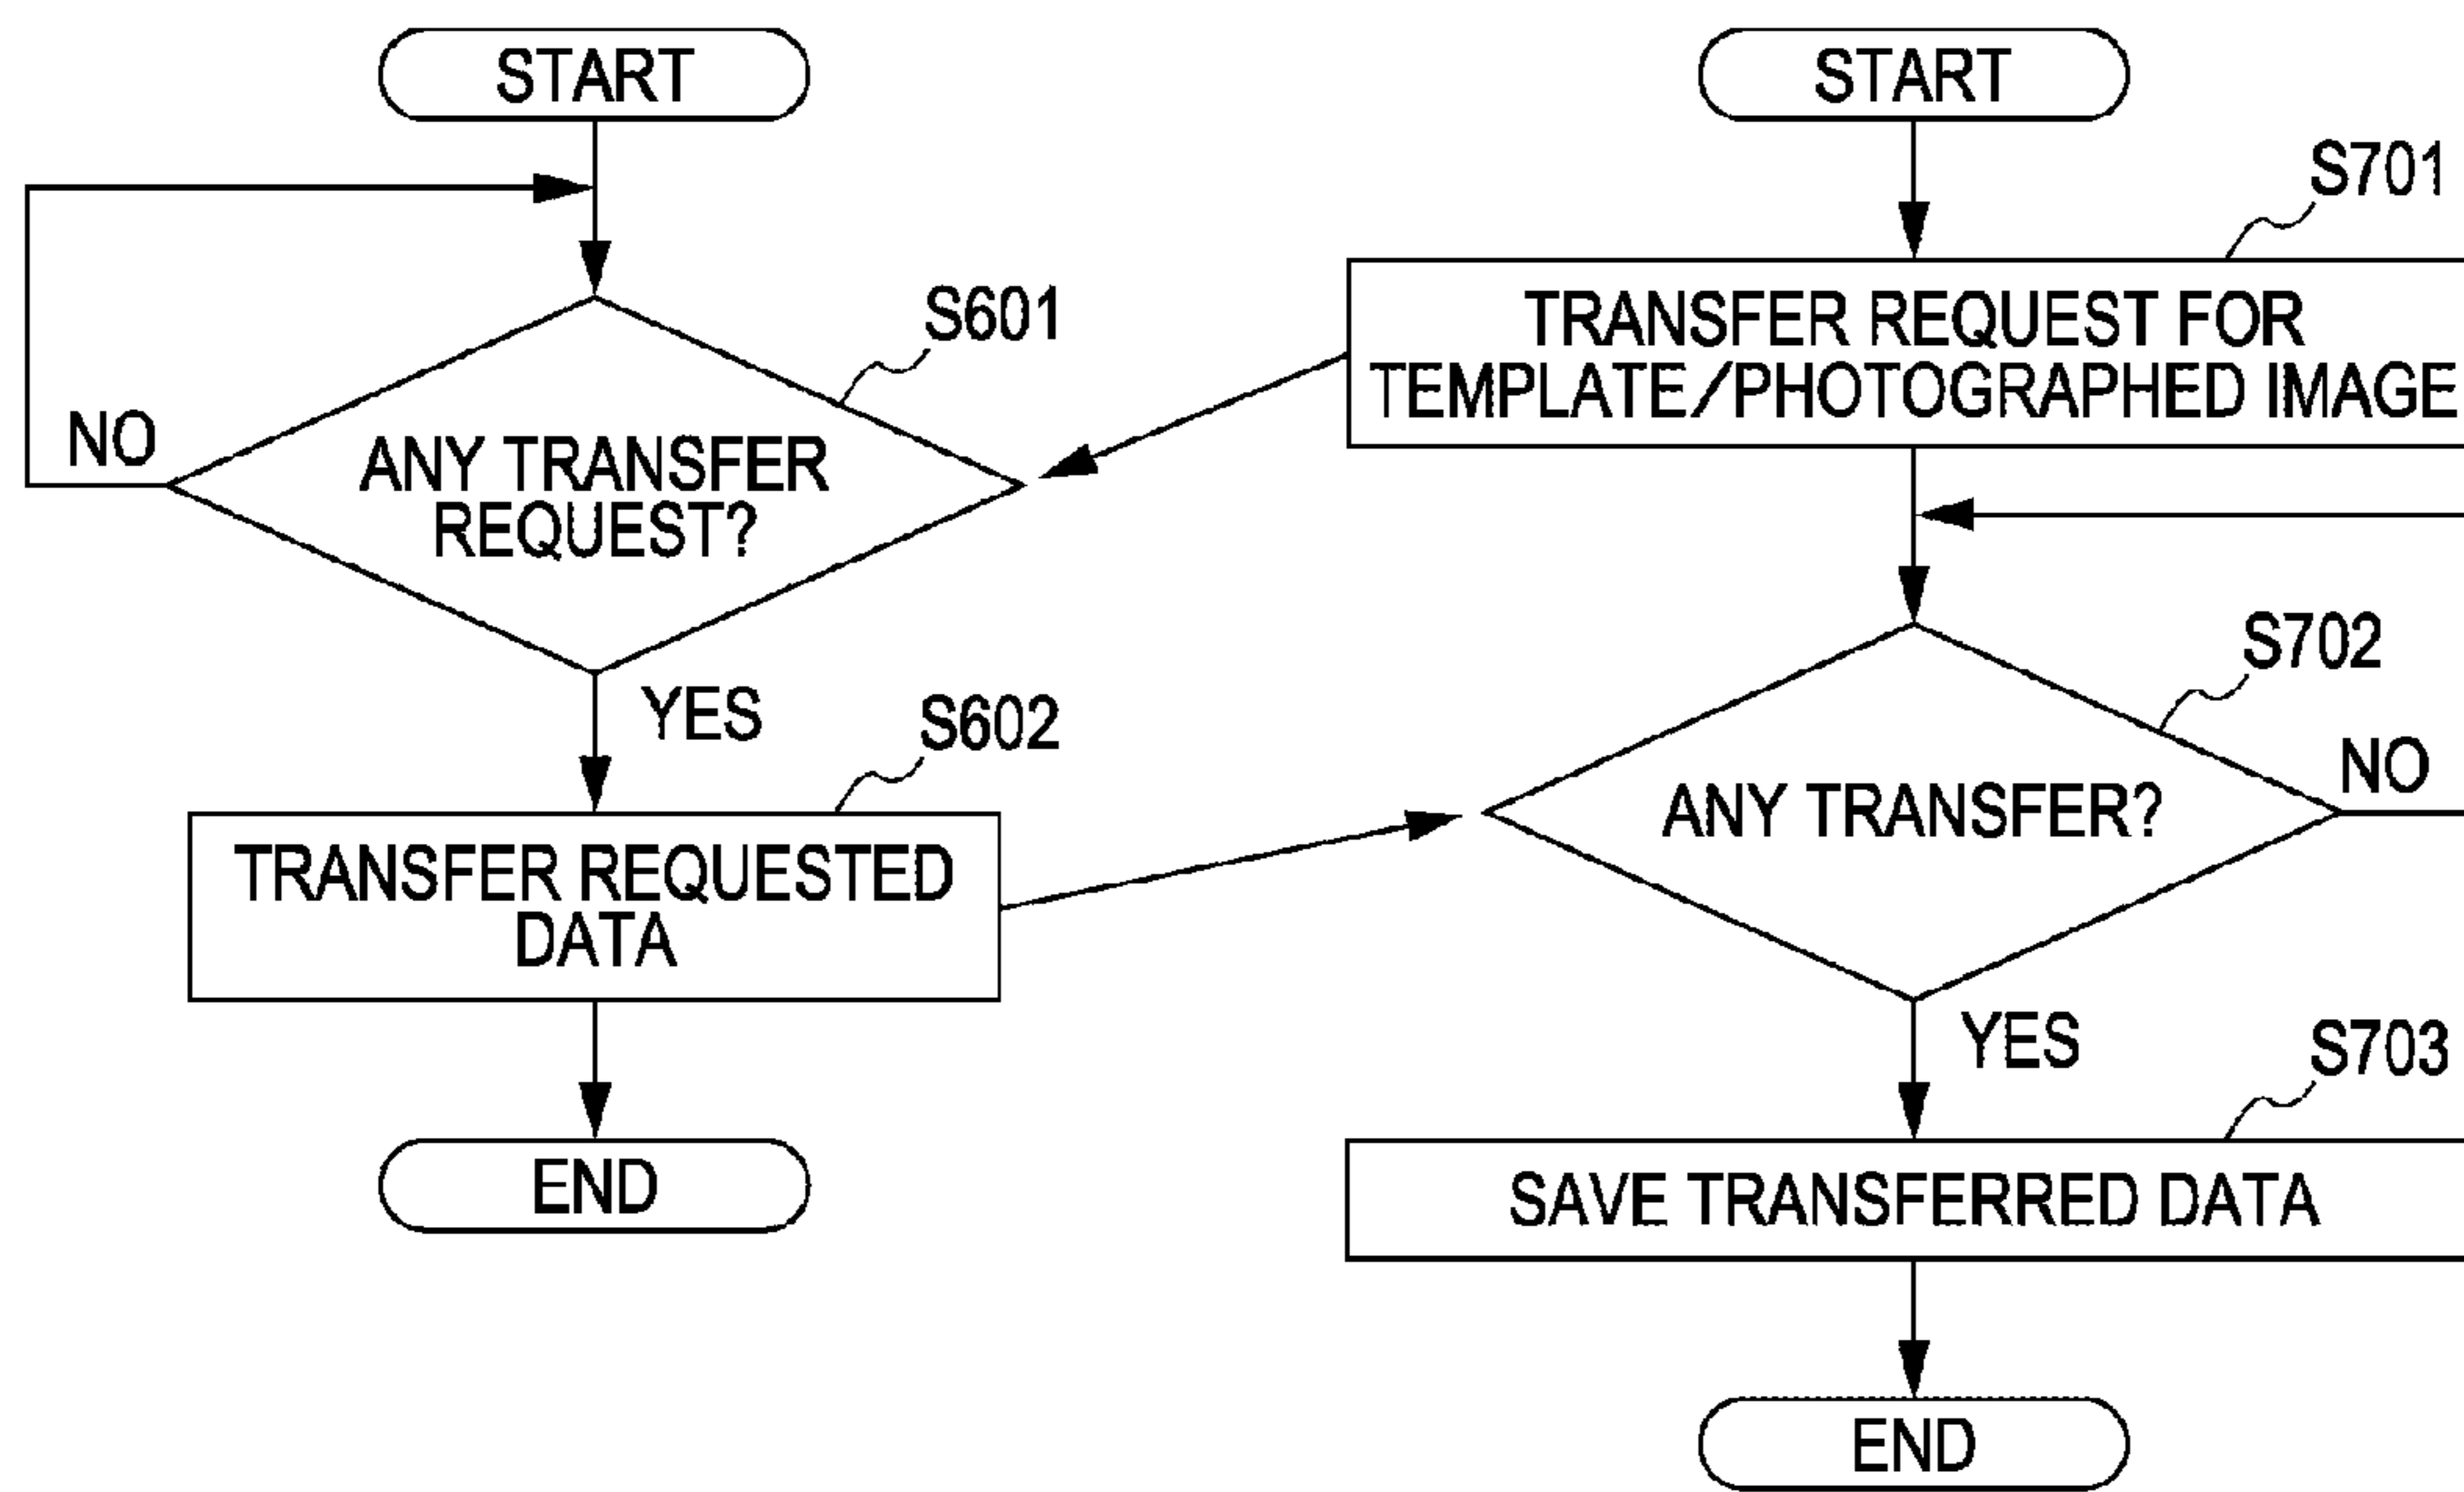 START
S601
ANY TRANSFER
REQUEST?
NO
YES
S602
TRANSFER REQUESTED
DATA
END
START
S701
TRANSFER REQUEST FOR
TEMPLATE/PHOTOGRAPHED IMAGE
S702
ANY TRANSFER?
NO
YES
S703
SAVE TRANSFERRED DATA
END